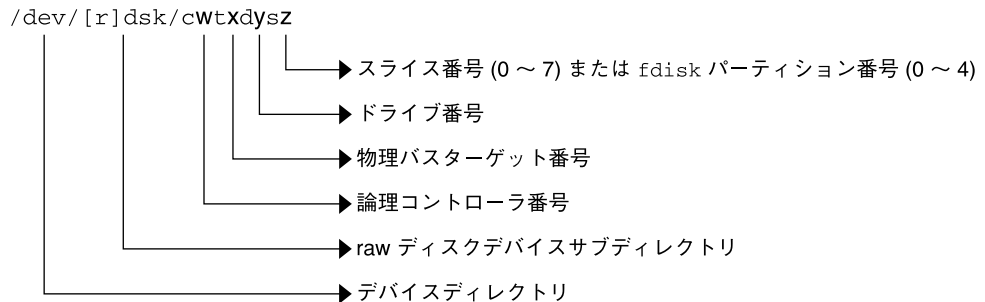 /dev/[r]dsk/cwtxdysz
スライス番号 (0 ～ 7) または fdisk パーティション番号 (0 ～ 4)
ドライブ番号
物理バスターゲット番号
論理コントローラ番号
raw ディスクデバイスサブディレクトリ
デバイスディレクトリ